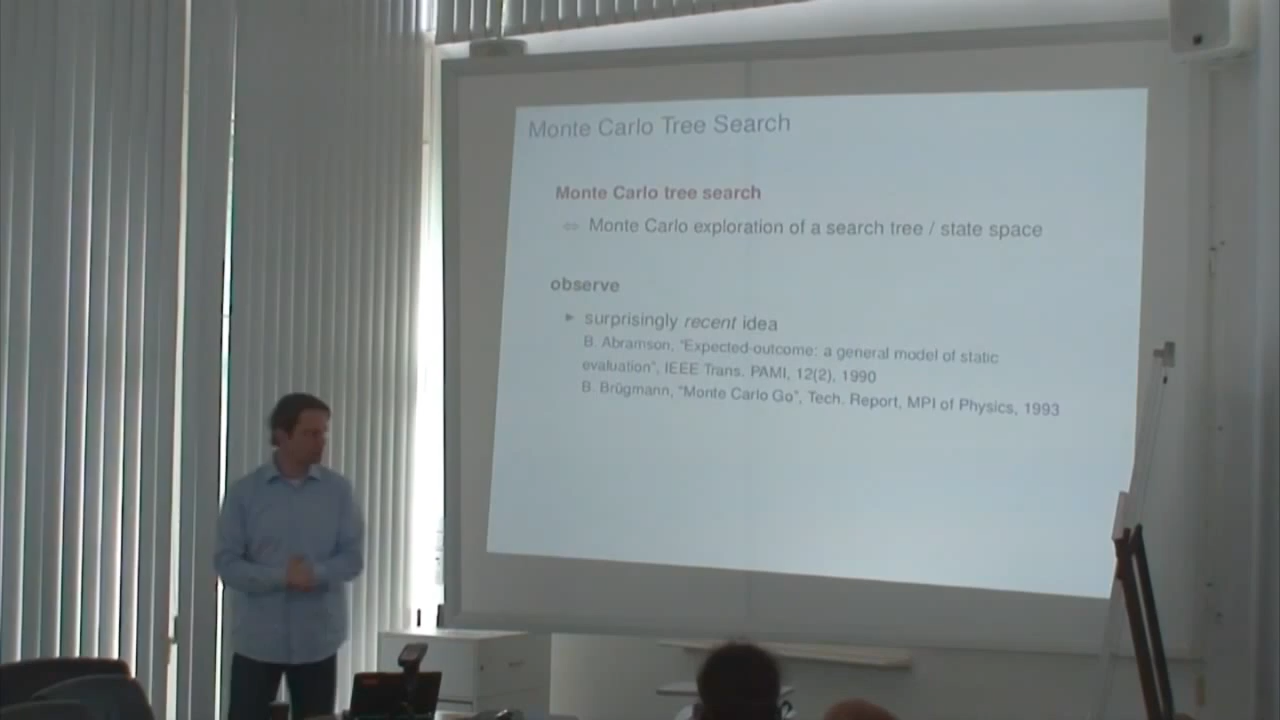 Monte Carlo Tree Search
Monte Carlo tree search
⇔ Monte Carlo exploration of a search tree / state space
observe
▶ surprisingly recent idea
B. Abramson, "Expected-outcome: a general model of static
evaluation", IEEE Trans. PAMI, 12(2), 1990
B. Brügmann, "Monte Carlo Go", Tech. Report, MPI of Physics, 1993